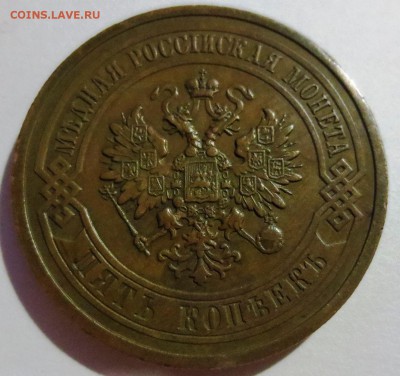 COINS.LAVE.RU
МѢДНАЯ РОССІЙСКАЯ МОНЕТА
ПЯТЬ КОПѢЕКЪ